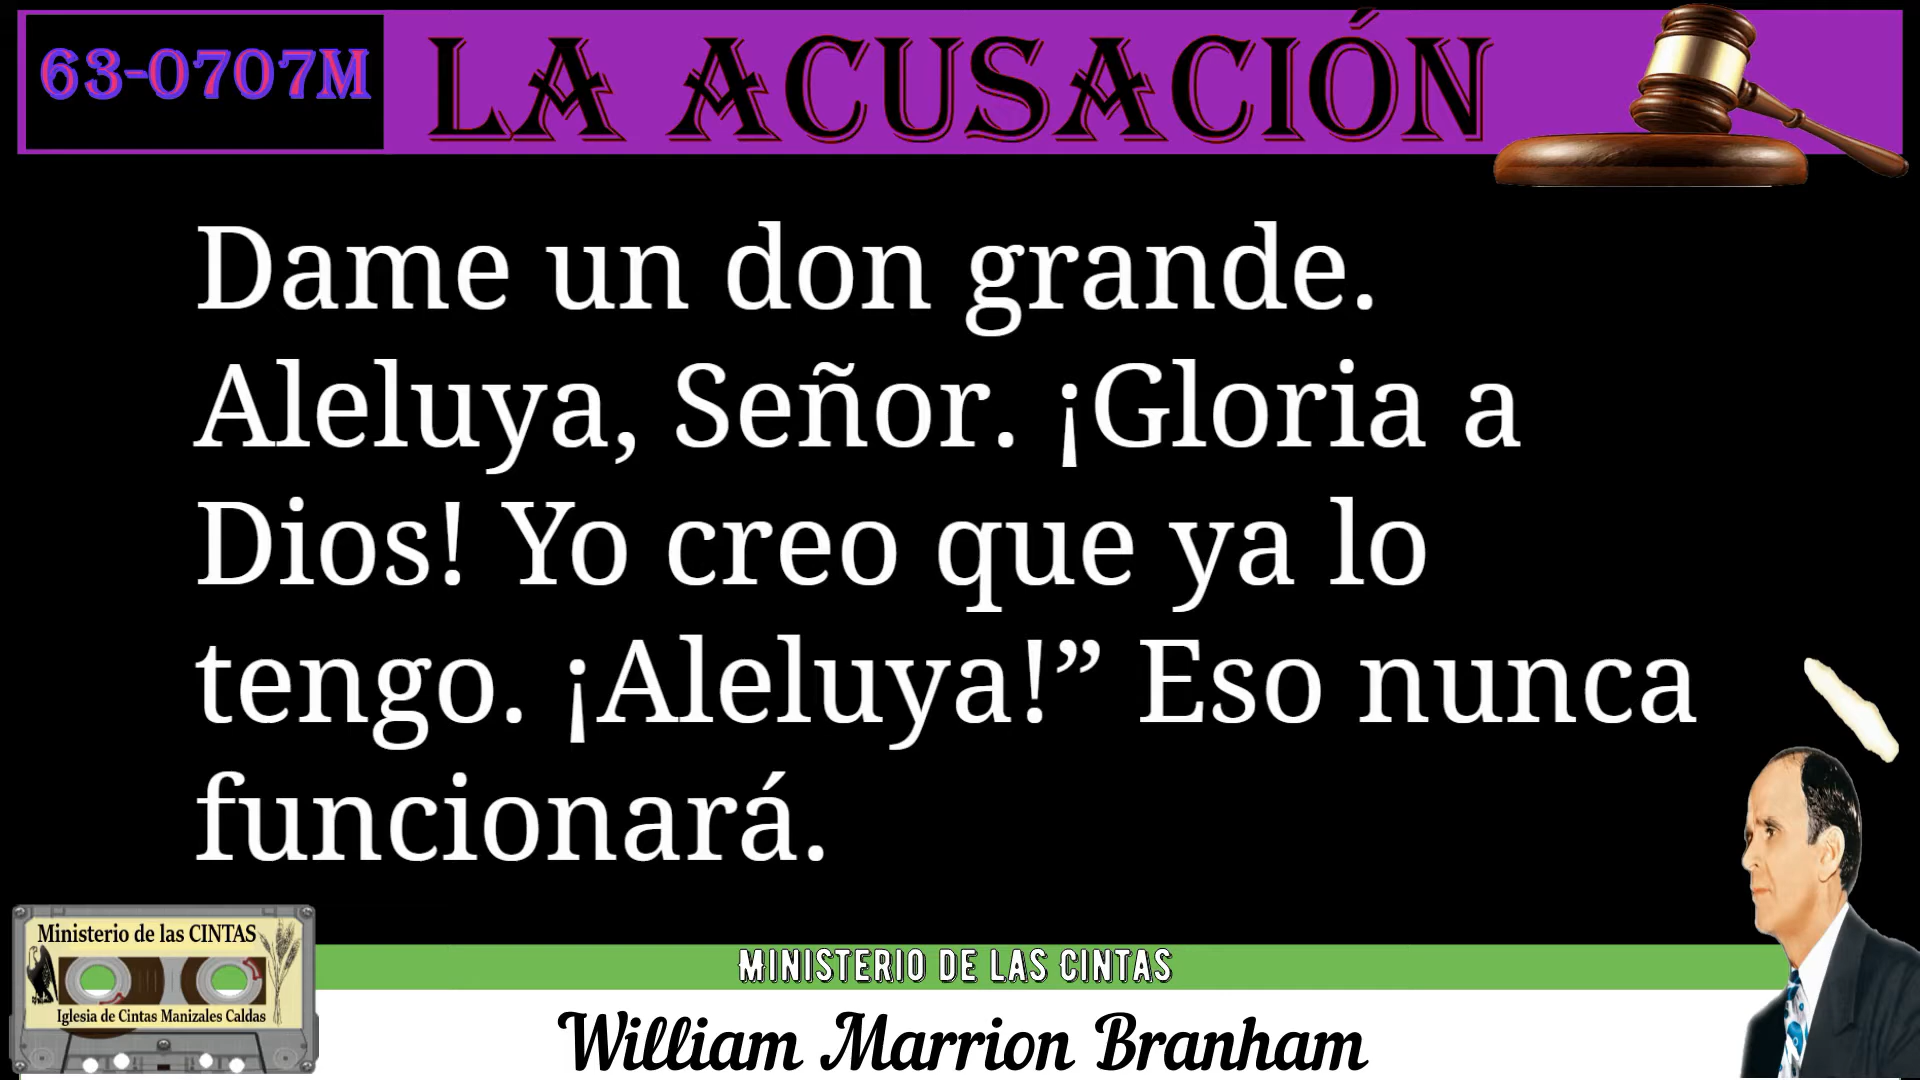 63-0707M
LA ACUSACIÓN
Dame un don grande.
Aleluya, Señor. ¡Gloria a
Dios! Yo creo que ya lo
tengo. ¡Aleluya!” Eso nunca
funcionará.
Ministerio de las CINTAS
Iglesia de Cintas Manizales Caldas
MINISTERIO DE LAS CINTAS
William Marrion Branham